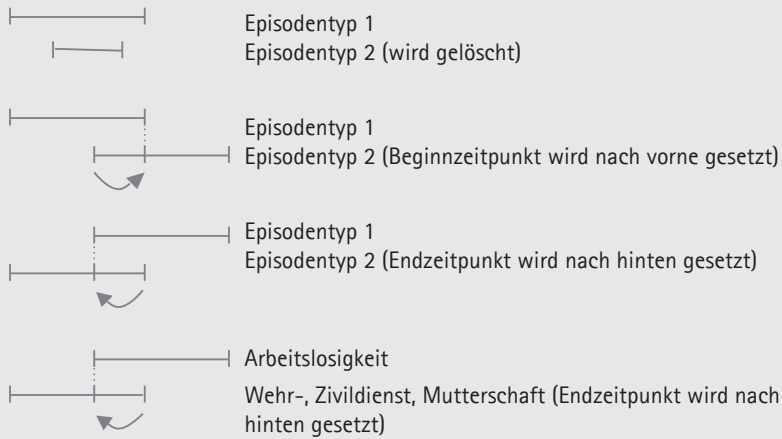 Episodentyp 1
Episodentyp 2 (wird gelöscht)
Episodentyp 1
Episodentyp 2 (Beginnzeitpunkt wird nach vorne gesetzt)
Episodentyp 1
Episodentyp 2 (Endzeitpunkt wird nach hinten gesetzt)
Arbeitslosigkeit
Wehr-, Zivildienst, Mutterschaft (Endzeitpunkt wird nach
hinten gesetzt)